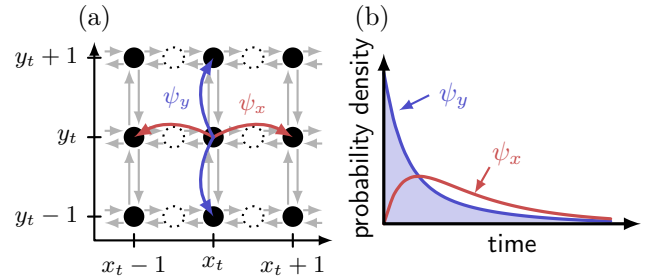 (a)
y_t + 1
y_t
y_t − 1
x_t − 1
x_t
x_t + 1
ψ_y
ψ_x
(b)
probability density
time
ψ_y
ψ_x